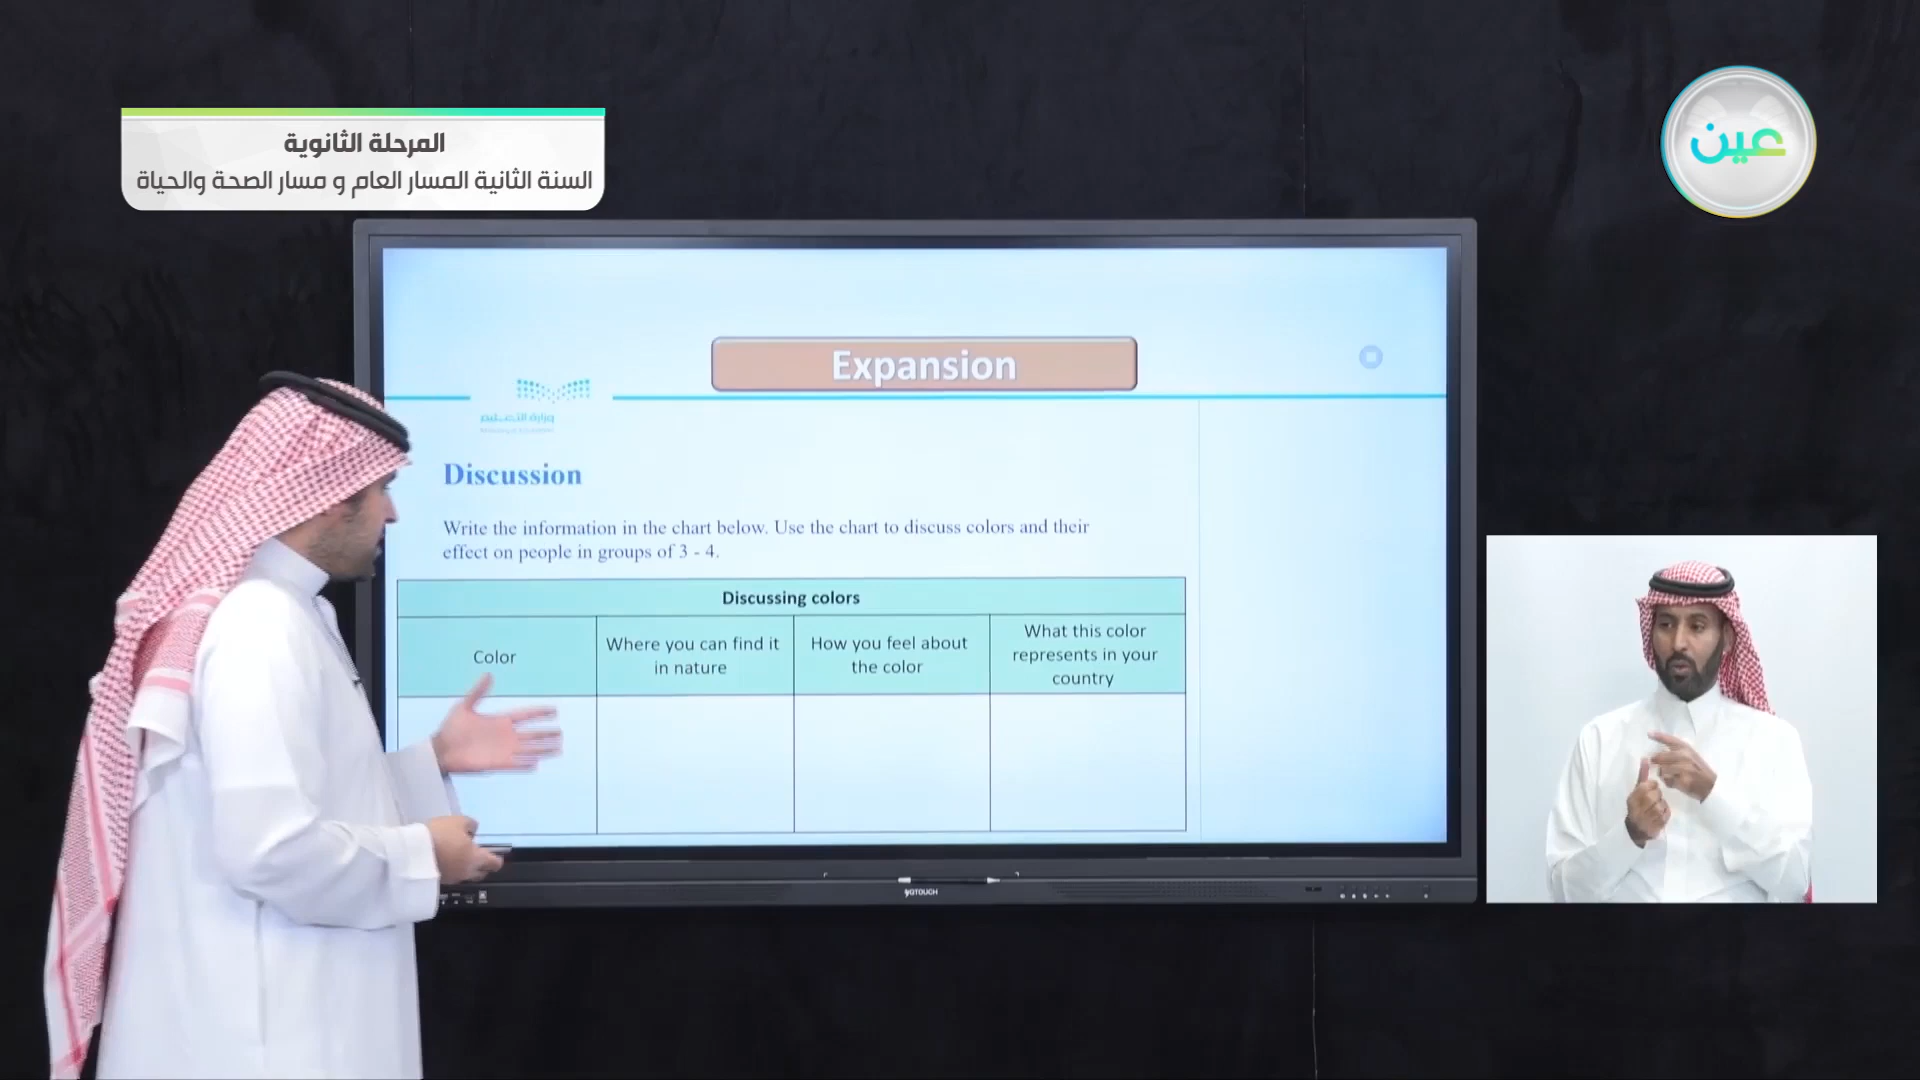 المرحلة الثانوية
السنة الثانية المسار العام و مسار الصحة والحياة
عين
Expansion
وزارة التعليم
Discussion
Write the information in the chart below. Use the chart to discuss colors and their
effect on people in groups of 3 - 4.
Discussing colors
Color
Where you can find it
in nature
How you feel about
the color
What this color
represents in your
country